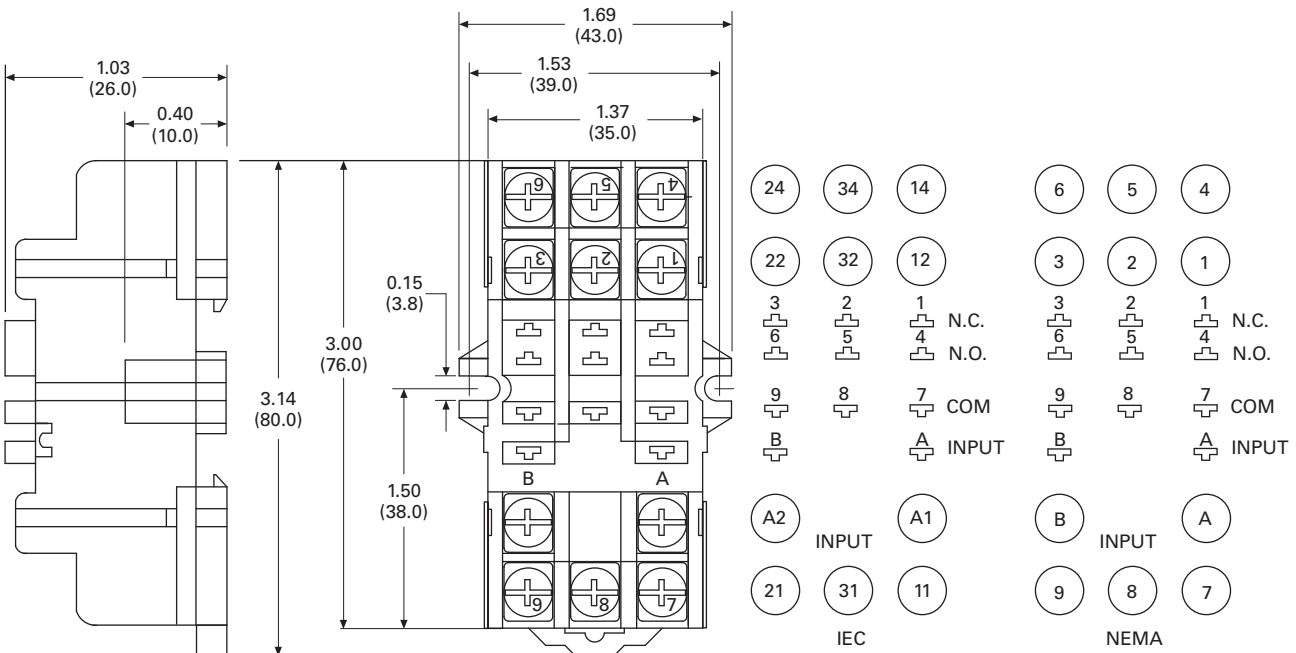 1.03
(26.0)
0.40
(10.0)
3.14
(80.0)
1.69
(43.0)
1.53
(39.0)
1.37
(35.0)
0.15
(3.8)
3.00
(76.0)
1.50
(38.0)
6 5 4
3 2 1
B A
9 8 7
24 34 14
22 32 12
3 2 1
N.C.
6 5 4
N.O.
9 8 7 COM
B A INPUT
A2 A1
INPUT
21 31 11
IEC
6 5 4
3 2 1
3 2 1
N.C.
6 5 4
N.O.
9 8 7 COM
B A INPUT
B A
INPUT
9 8 7
NEMA